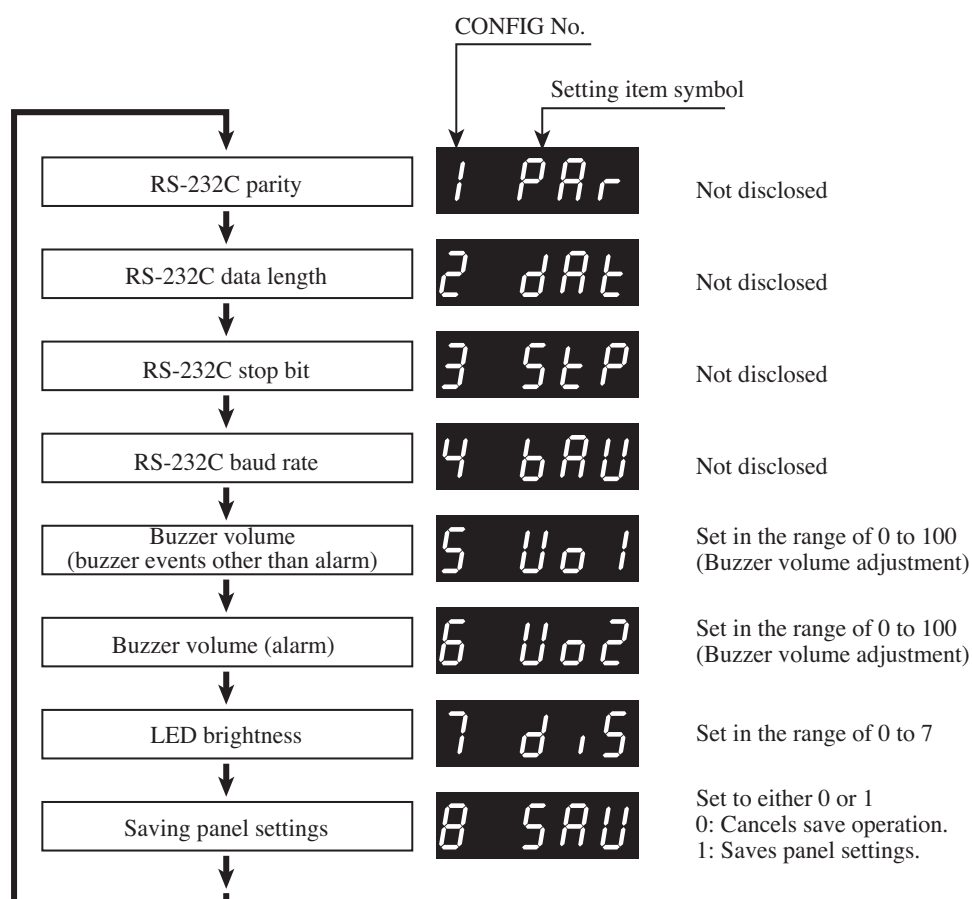 CONFIG No.
Setting item symbol
RS-232C parity
1 PAr
Not disclosed
RS-232C data length
2 dAt
Not disclosed
RS-232C stop bit
3 StP
Not disclosed
RS-232C baud rate
4 bAU
Not disclosed
Buzzer volume
(buzzer events other than alarm)
5 Uo1
Set in the range of 0 to 100
(Buzzer volume adjustment)
Buzzer volume (alarm)
6 Uo2
Set in the range of 0 to 100
(Buzzer volume adjustment)
LED brightness
7 diS
Set in the range of 0 to 7
Saving panel settings
8 SAU
Set to either 0 or 1
0: Cancels save operation.
1: Saves panel settings.